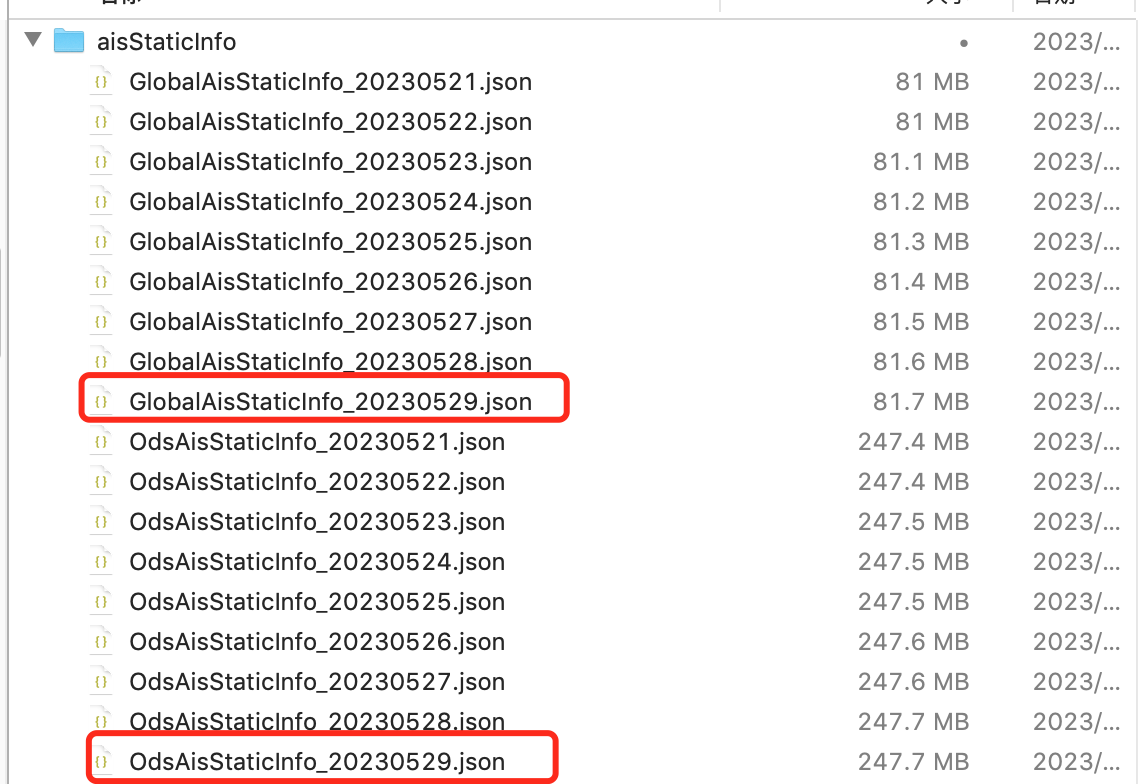 aisStaticInfo • 2023/...
GlobalAisStaticInfo_20230521.json 81 MB 2023/...
GlobalAisStaticInfo_20230522.json 81 MB 2023/...
GlobalAisStaticInfo_20230523.json 81.1 MB 2023/...
GlobalAisStaticInfo_20230524.json 81.2 MB 2023/...
GlobalAisStaticInfo_20230525.json 81.3 MB 2023/...
GlobalAisStaticInfo_20230526.json 81.4 MB 2023/...
GlobalAisStaticInfo_20230527.json 81.5 MB 2023/...
GlobalAisStaticInfo_20230528.json 81.6 MB 2023/...
GlobalAisStaticInfo_20230529.json 81.7 MB 2023/...
OdsAisStaticInfo_20230521.json 247.4 MB 2023/...
OdsAisStaticInfo_20230522.json 247.4 MB 2023/...
OdsAisStaticInfo_20230523.json 247.5 MB 2023/...
OdsAisStaticInfo_20230524.json 247.5 MB 2023/...
OdsAisStaticInfo_20230525.json 247.5 MB 2023/...
OdsAisStaticInfo_20230526.json 247.6 MB 2023/...
OdsAisStaticInfo_20230527.json 247.6 MB 2023/...
OdsAisStaticInfo_20230528.json 247.7 MB 2023/...
OdsAisStaticInfo_20230529.json 247.7 MB 2023/...